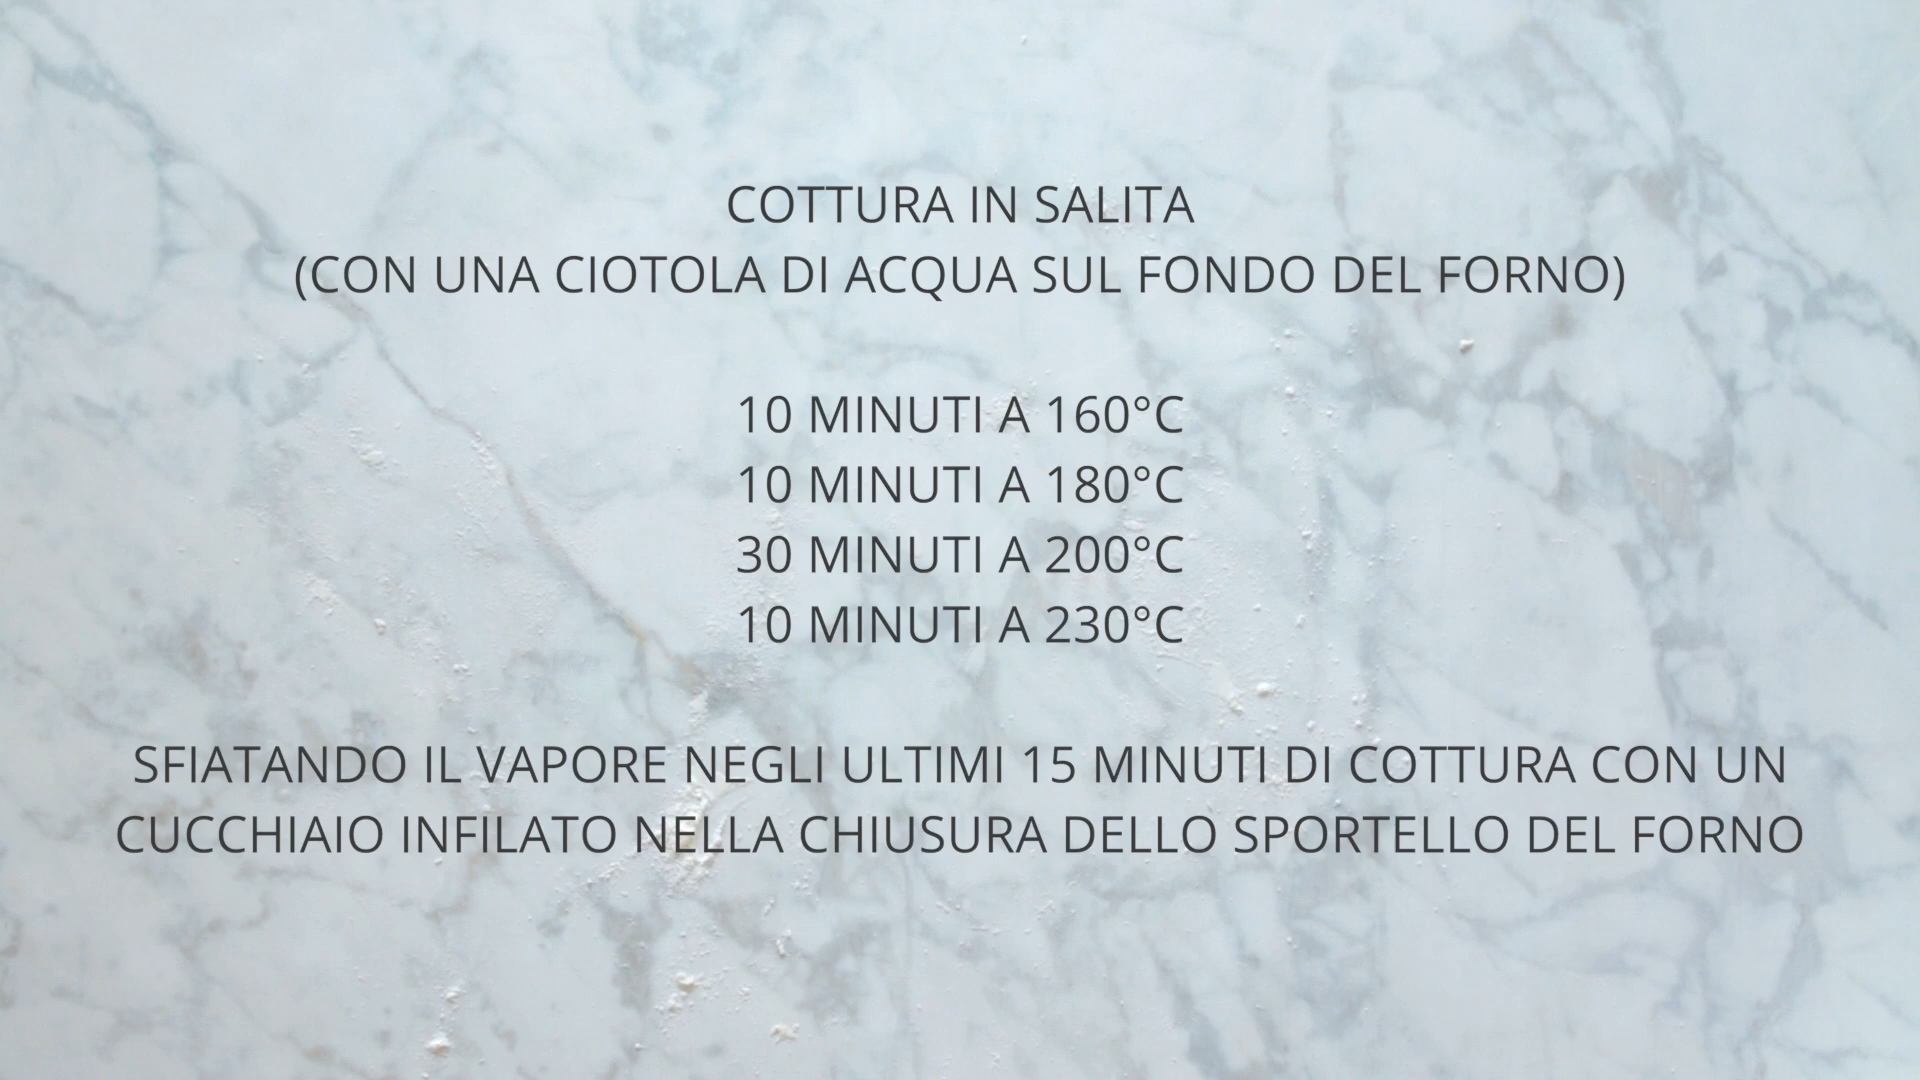 COTTURA IN SALITA
(CON UNA CIOTOLA DI ACQUA SUL FONDO DEL FORNO)
10 MINUTI A 160°C
10 MINUTI A 180°C
30 MINUTI A 200°C
10 MINUTI A 230°C
SFIATANDO IL VAPORE NEGLI ULTIMI 15 MINUTI DI COTTURA CON UN
CUCCHIAIO INFILATO NELLA CHIUSURA DELLO SPORTELLO DEL FORNO